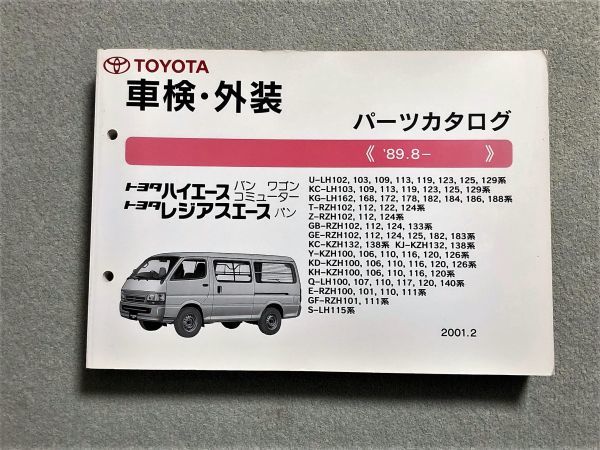 TOYOTA
車検・外装
パーツカタログ
《 '89.8− 》
トヨタ ハイエース バン ワゴン コミューター
トヨタ レジアスエース バン
U-LH102, 103, 109, 113, 119, 123, 125, 129系
KC-LH103, 109, 113, 119, 123, 125, 129系
KG-LH162, 168, 172, 178, 182, 184, 186, 188系
T-RZH102, 112, 122, 124系
Z-RZH102, 112, 124系
GB-RZH102, 112, 124, 133系
GE-RZH102, 112, 124, 125, 182, 183系
KC-KZH132, 138系 KJ-KZH132, 138系
Y-KZH100, 106, 110, 116, 120, 126系
KD-KZH100, 106, 110, 116, 120, 126系
KH-KZH100, 106, 110, 116, 120系
Q-LH100, 107, 110, 117, 120, 140系
E-RZH100, 101, 110, 111系
GF-RZH101, 111系
S-LH115系
2001.2